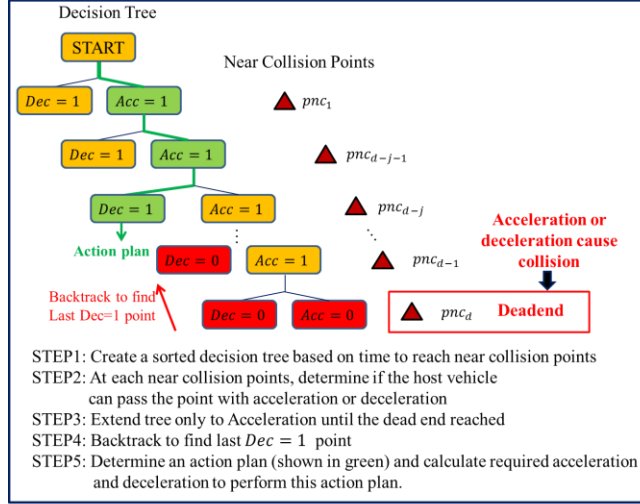 Decision Tree
START
Near Collision Points
Dec = 1
Acc = 1
pnc_1
Dec = 1
Acc = 1
pnc_{d-j-1}
Dec = 1
Acc = 1
pnc_{d-j}
Acceleration or
deceleration cause
collision
Action plan
Dec = 0
Acc = 1
pnc_{d-1}
Backtrack to find
Last Dec=1 point
Dec = 0
Acc = 0
pnc_d
Deadend
STEP1: Create a sorted decision tree based on time to reach near collision points
STEP2: At each near collision points, determine if the host vehicle
can pass the point with acceleration or deceleration
STEP3: Extend tree only to Acceleration until the dead end reached
STEP4: Backtrack to find last Dec = 1 point
STEP5: Determine an action plan (shown in green) and calculate required acceleration
and deceleration to perform this action plan.